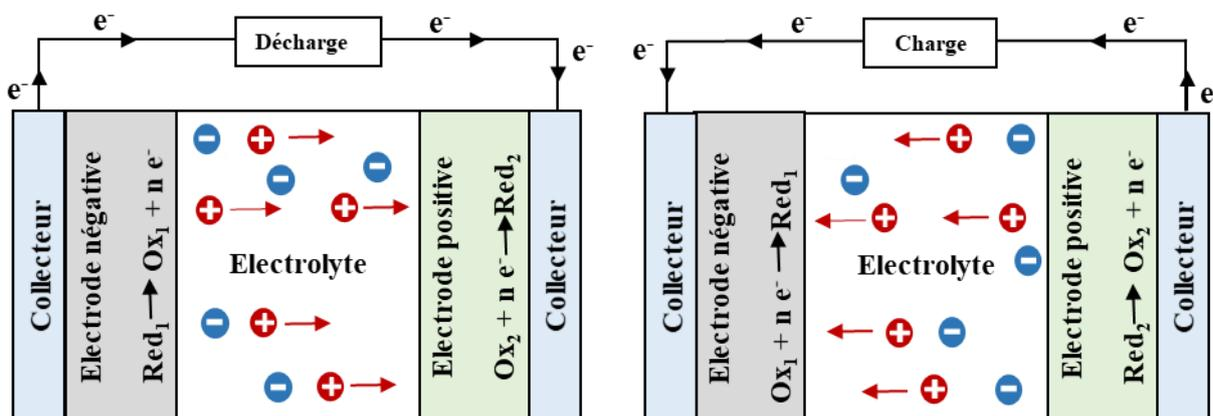 e⁻
Décharge
e⁻
e⁻
e⁻
Collecteur
Electrode négative
Red₁ → Ox₁ + n e⁻
Electrolyte
Electrode positive
Ox₂ + n e⁻ → Red₂
Collecteur
e⁻
Charge
e⁻
e⁻
e
Collecteur
Electrode négative
Ox₁ + n e⁻ → Red₁
Electrolyte
Electrode positive
Red₂ → Ox₂ + n e⁻
Collecteur